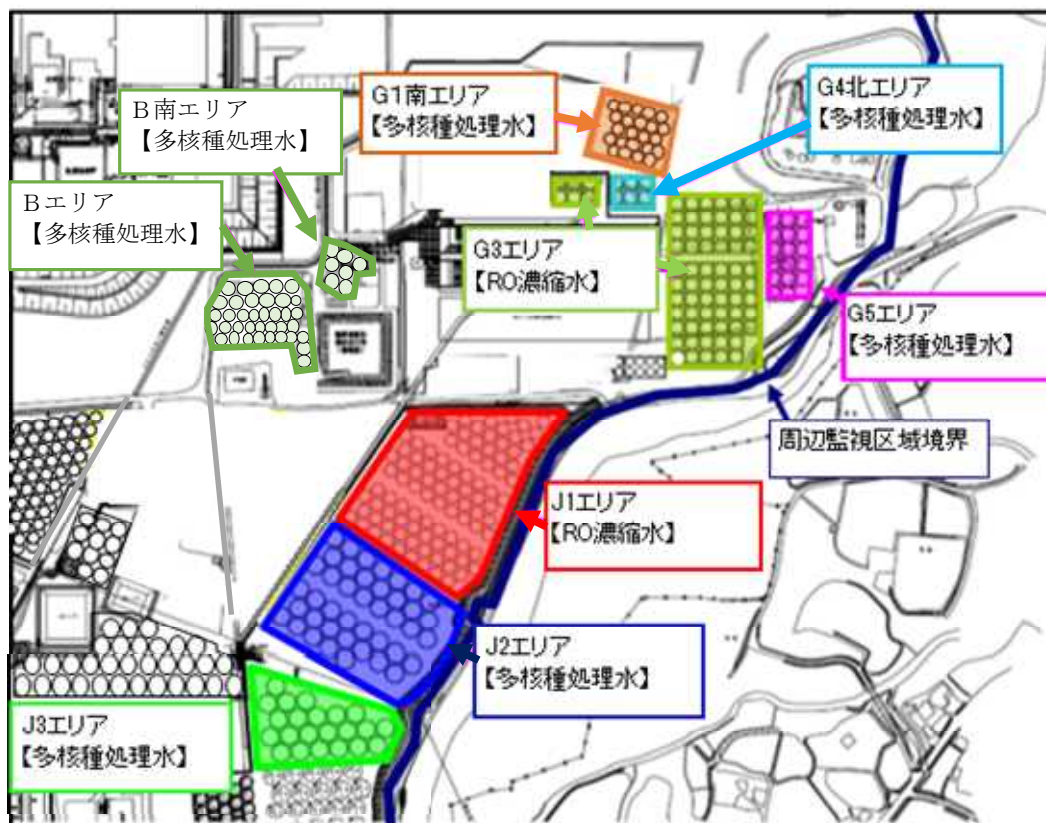 G1南エリア
【多核種処理水】
G4北エリア
【多核種処理水】
B南エリア
【多核種処理水】
Bエリア
【多核種処理水】
G3エリア
【RO濃縮水】
G5エリア
【多核種処理水】
周辺監視区域境界
J1エリア
【RO濃縮水】
J2エリア
【多核種処理水】
J3エリア
【多核種処理水】